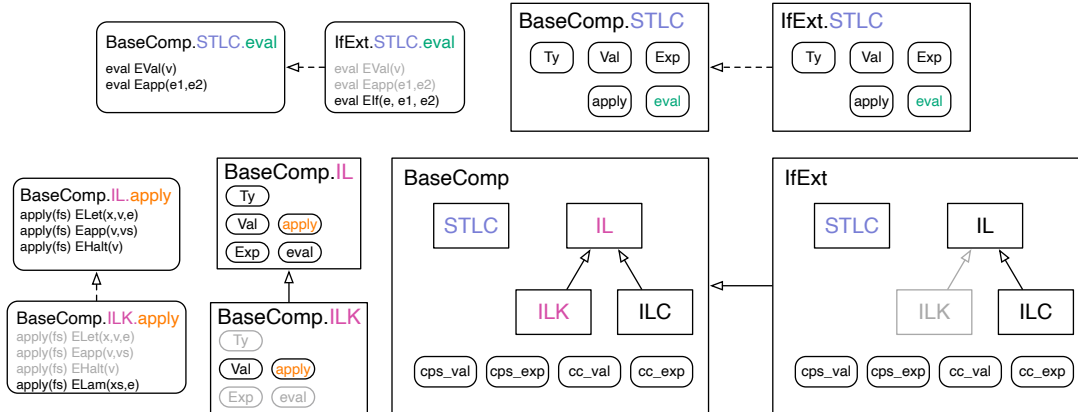 BaseComp.STLC.eval
eval EVal(v)
eval Eapp(e1,e2)
IfExt.STLC.eval
eval EVal(v)
eval Eapp(e1,e2)
eval EIf(e, e1, e2)
BaseComp.STLC
Ty Val Exp
apply eval
IfExt.STLC
Ty Val Exp
apply eval
BaseComp.IL.apply
apply(fs) ELet(x,v,e)
apply(fs) Eapp(v,vs)
apply(fs) EHalt(v)
BaseComp.ILK.apply
apply(fs) ELet(x,v,e)
apply(fs) Eapp(v,vs)
apply(fs) EHalt(v)
apply(fs) ELam(xs,e)
BaseComp.IL
Ty
Val apply
Exp eval
BaseComp.ILK
Ty
Val apply
Exp eval
BaseComp
STLC IL
ILK ILC
cps_val cps_exp cc_val cc_exp
IfExt
STLC IL
ILK ILC
cps_val cps_exp cc_val cc_exp